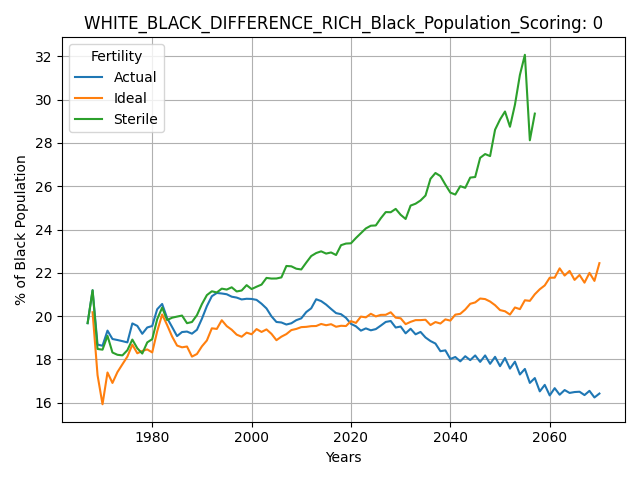 WHITE_BLACK_DIFFERENCE_RICH_Black_Population_Scoring: 0
Fertility
Actual
Ideal
Sterile
% of Black Population
32
30
28
26
24
22
20
18
16
1980
2000
2020
2040
2060
Years